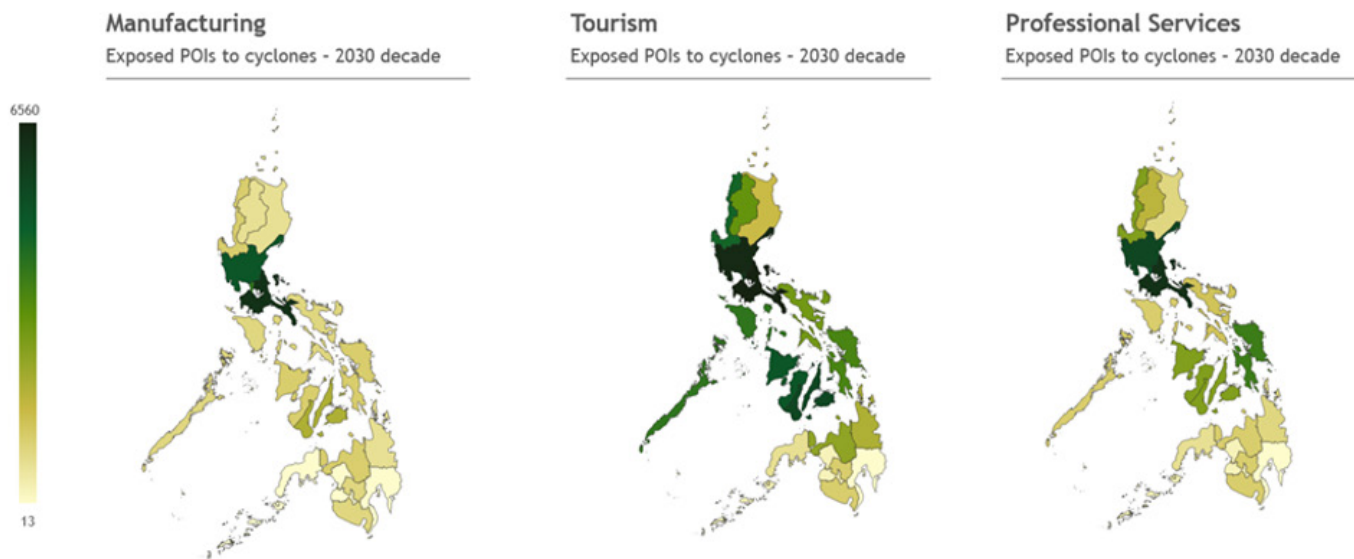 Manufacturing
Exposed POIs to cyclones - 2030 decade
Tourism
Exposed POIs to cyclones - 2030 decade
Professional Services
Exposed POIs to cyclones - 2030 decade
6560
13